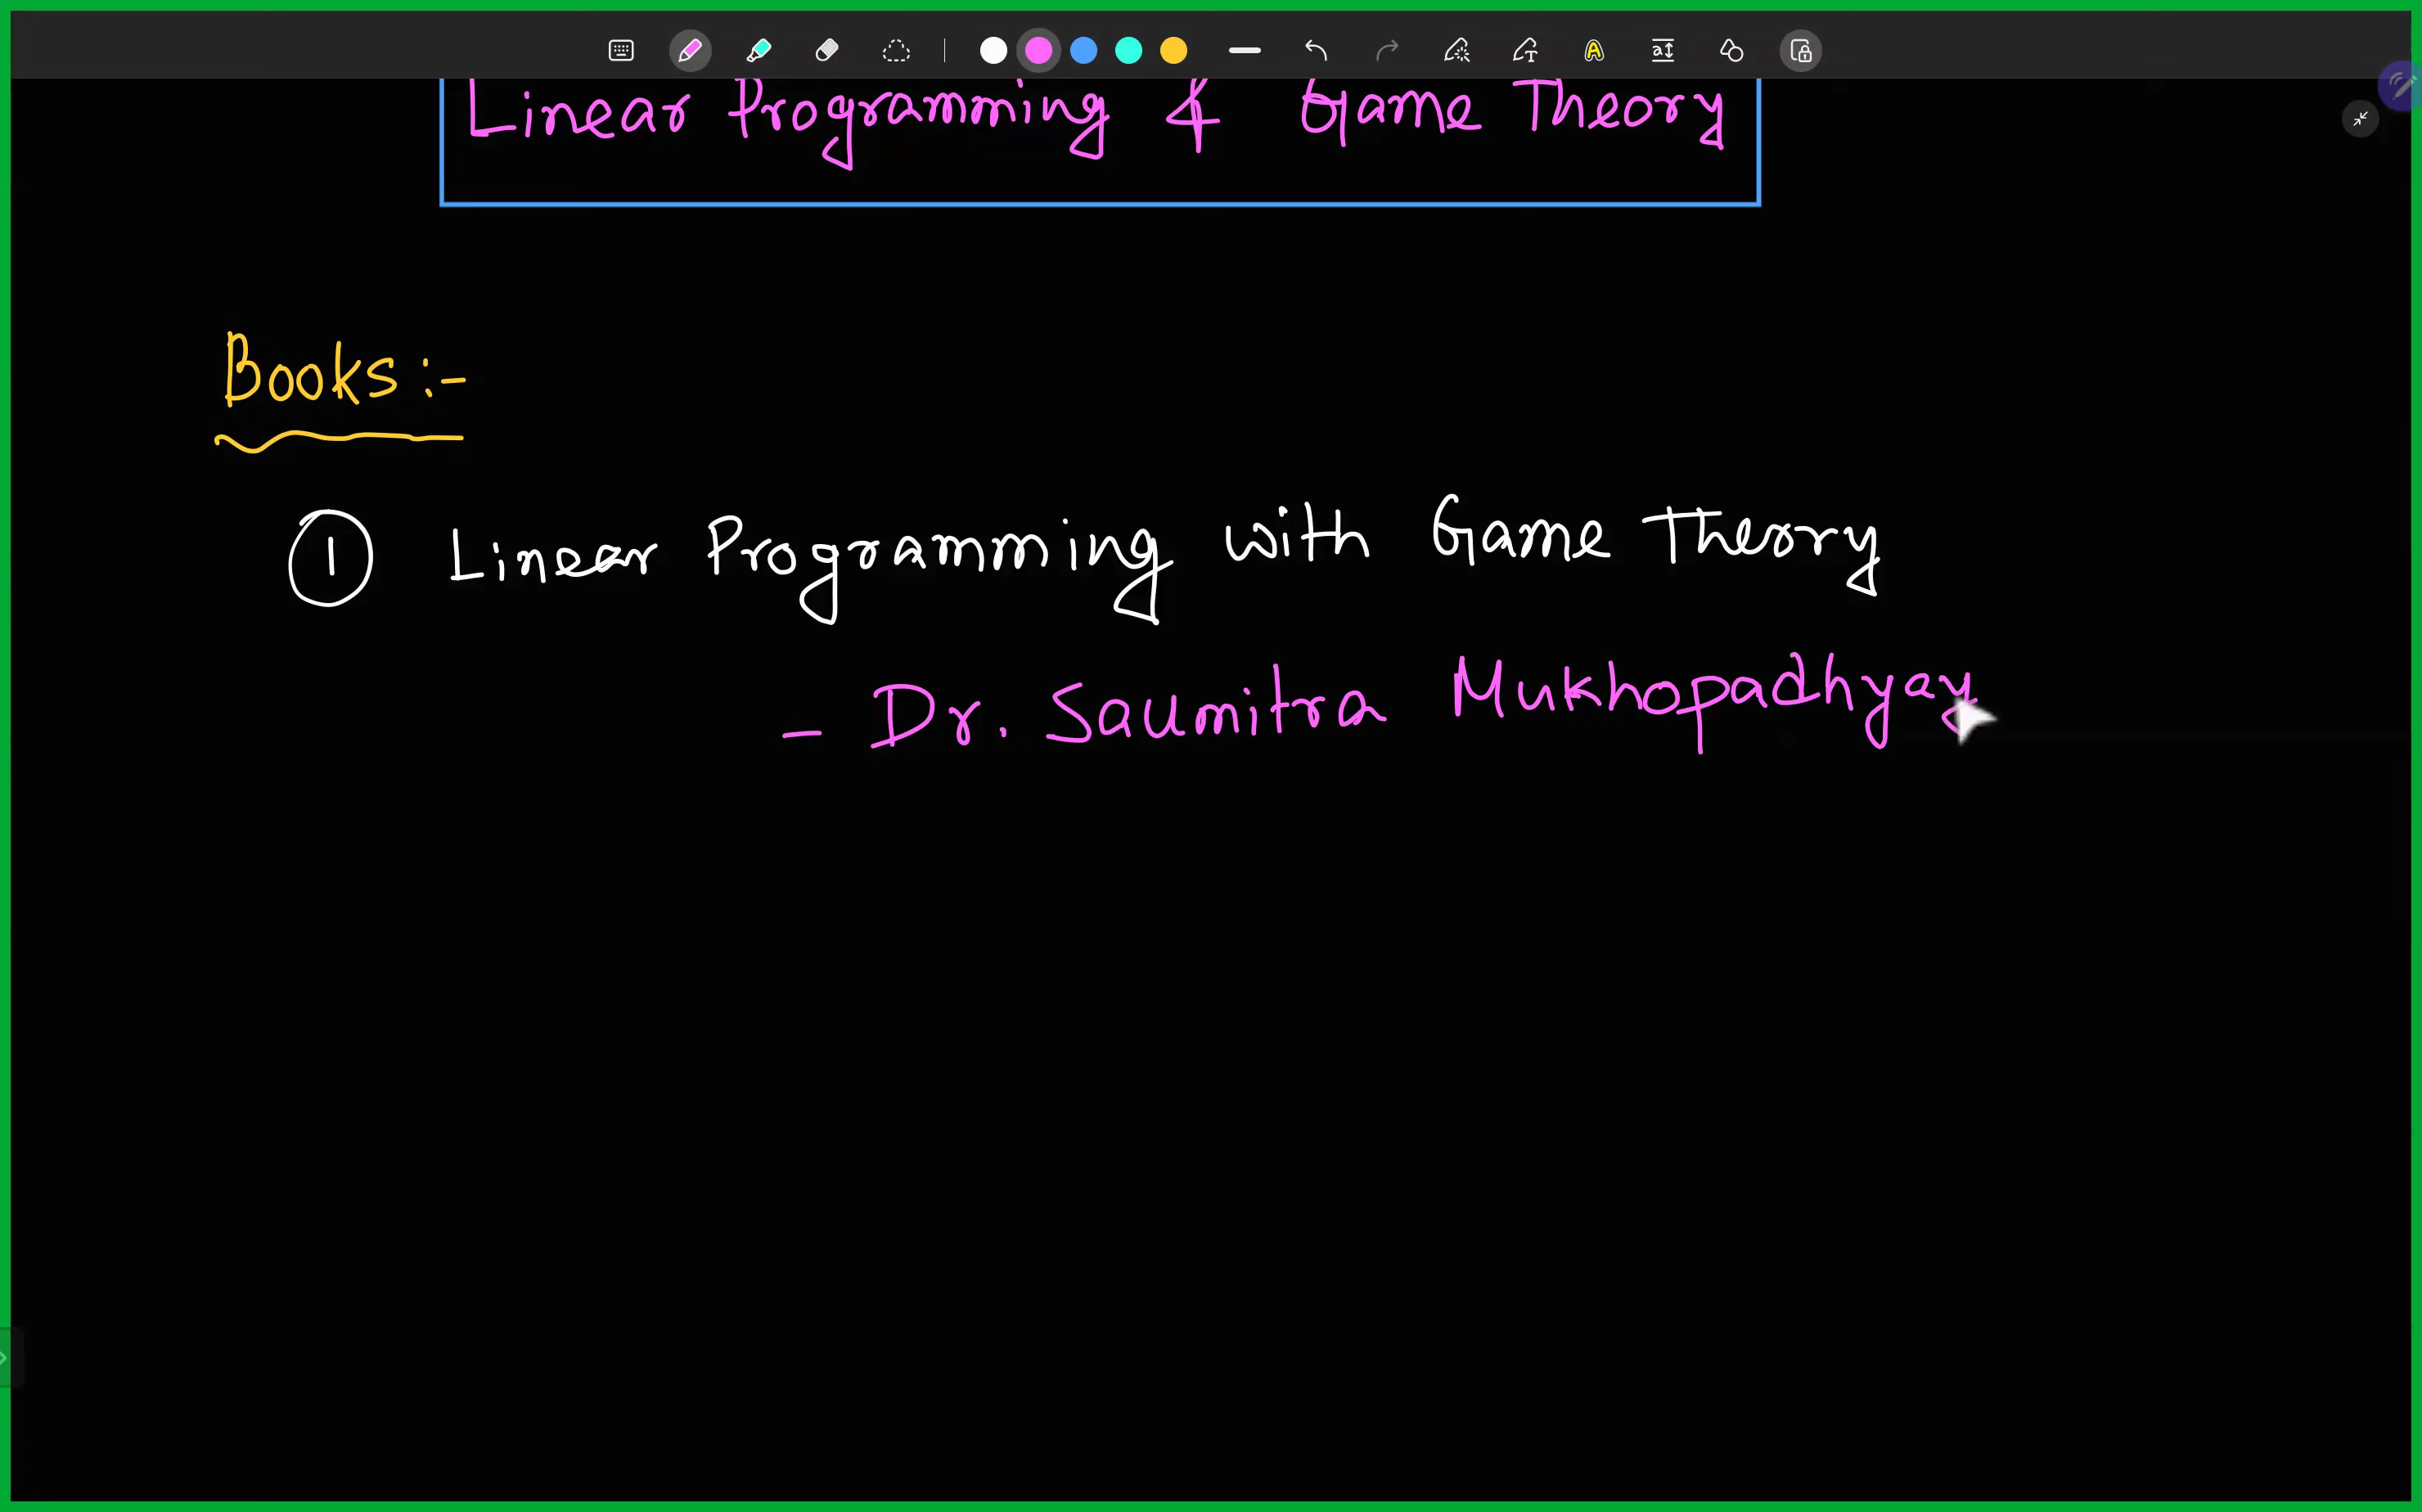 Linear Programming & Game Theory
Books :-
1 Linear Programming with Game Theory
- Dr. Saumitra Mukhopadhyay